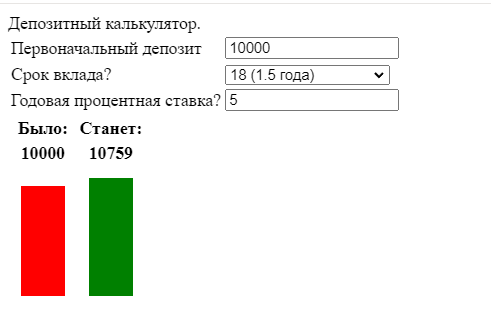 Депозитный калькулятор.
Первоначальный депозит 10000
Срок вклада? 18 (1.5 года)
Годовая процентная ставка? 5
Было: Станет:
10000 10759